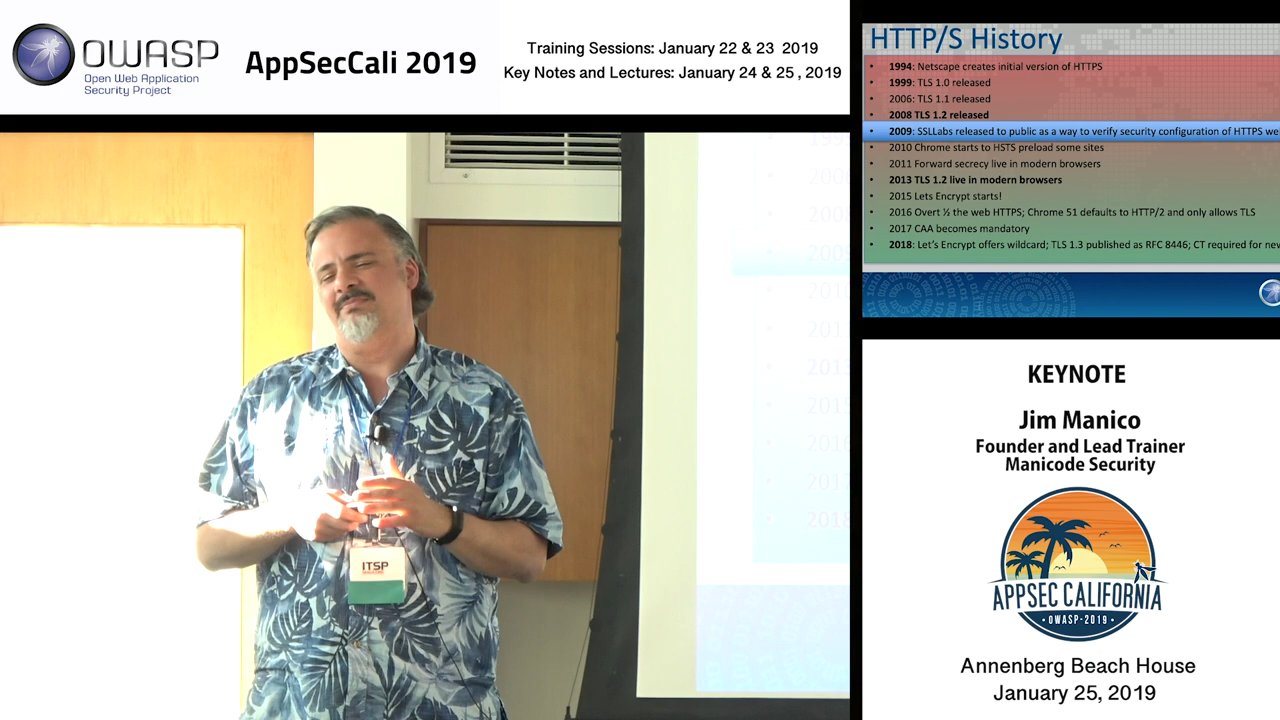 OWASP
Open Web Application
Security Project
AppSecCali 2019
Training Sessions: January 22 & 23 2019
Key Notes and Lectures: January 24 & 25 , 2019
HTTP/S History
• 1994: Netscape creates initial version of HTTPS
• 1999: TLS 1.0 released
• 2006: TLS 1.1 released
• 2008 TLS 1.2 released
• 2009: SSLLabs released to public as a way to verify security configuration of HTTPS we
• 2010 Chrome starts to HSTS preload some sites
• 2011 Forward secrecy live in modern browsers
• 2013 TLS 1.2 live in modern browsers
• 2015 Lets Encrypt starts!
• 2016 Overt ½ the web HTTPS; Chrome 51 defaults to HTTP/2 and only allows TLS
• 2017 CAA becomes mandatory
• 2018: Let's Encrypt offers wildcard; TLS 1.3 published as RFC 8446; CT required for new
ITSP
KEYNOTE
Jim Manico
Founder and Lead Trainer
Manicode Security
APPSEC CALIFORNIA
• OWASP-2019 •
Annenberg Beach House
January 25, 2019